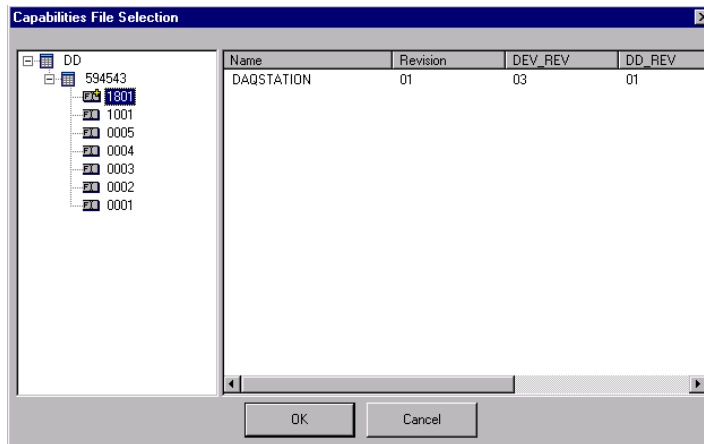 Capabilities File Selection
DD
594543
1801
1001
0005
0004
0003
0002
0001
Name Revision DEV_REV DD_REV
DAQSTATION 01 03 01
OK Cancel